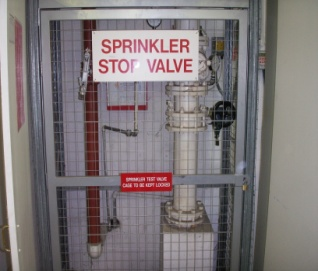 SPRINKLER
STOP VALVE
SPRINKLER TEST VALVE
CAGE TO BE KEPT LOCKED